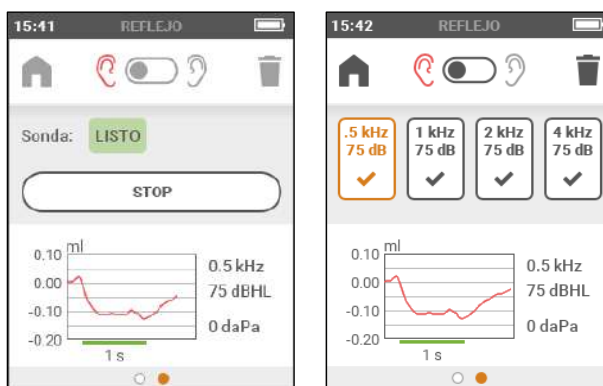 15:41 REFLEJO
Sonda: LISTO
STOP
ml
0.10
0.00
-0.10
-0.20
1 s
0.5 kHz
75 dBHL
0 daPa
15:42 REFLEJO
.5 kHz
75 dB
1 kHz
75 dB
2 kHz
75 dB
4 kHz
75 dB
ml
0.10
0.00
-0.10
-0.20
1 s
0.5 kHz
75 dBHL
0 daPa